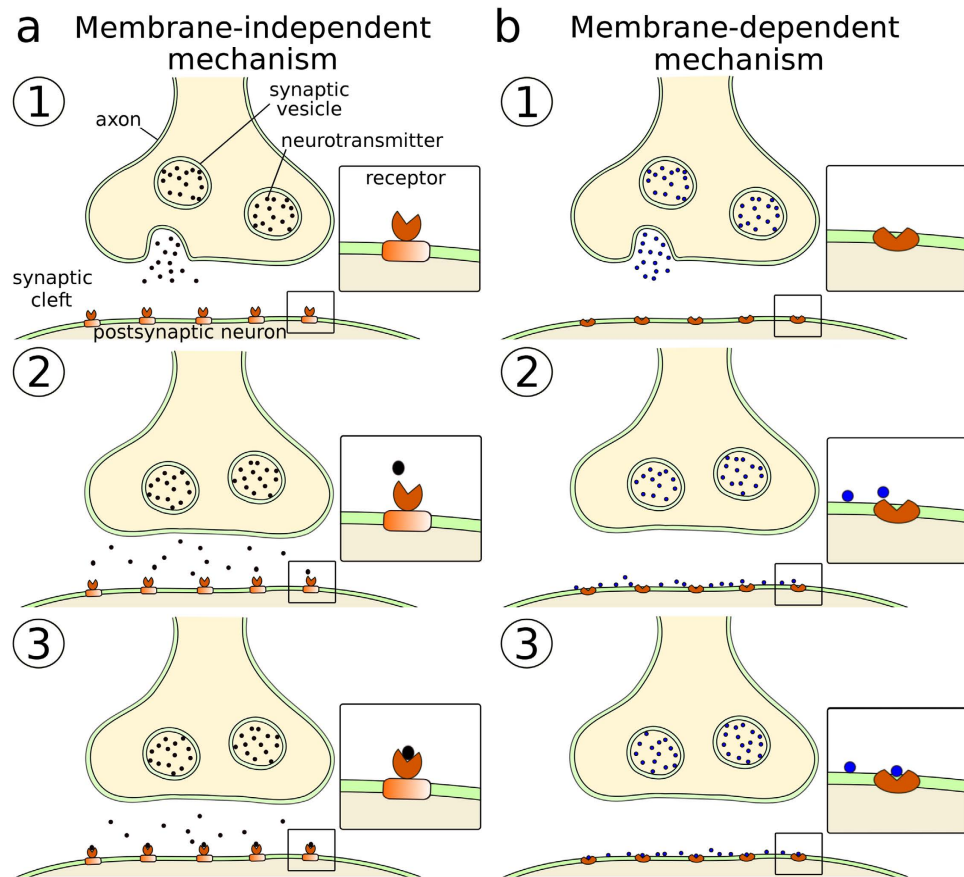 a
Membrane-independent
mechanism
1
synaptic
vesicle
axon
neurotransmitter
receptor
synaptic
cleft
postsynaptic neuron
2
3
b
Membrane-dependent
mechanism
1
2
3